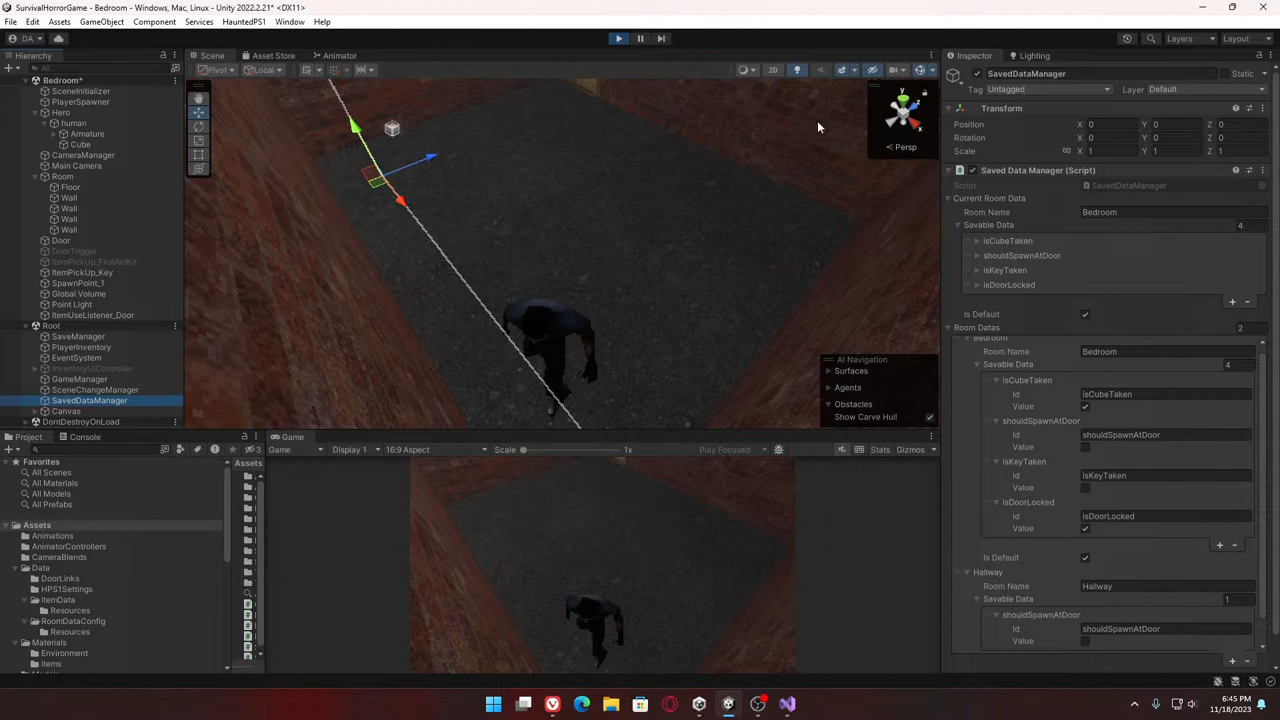 SurvivalHorrorGame - Bedroom - Windows, Mac, Linux - Unity 2022.2.21* <DX11>
File Edit Assets GameObject Component Services HauntedPS1 Window Help
DA
Layers
Layout
Hierarchy
All
Bedroom*
SceneInitializer
PlayerSpawner
Hero
human
Armature
Cube
CameraManager
Main Camera
Room
Floor
Wall
Wall
Wall
Wall
Door
DoorTrigger
ItemPickUp_FirstAidKit
ItemPickUp_Key
SpawnPoint_1
Global Volume
Point Light
ItemUseListener_Door
Root
SaveManager
PlayerInventory
EventSystem
InventoryUIController
GameManager
SceneChangeManager
SavedDataManager
Canvas
DontDestroyOnLoad
Scene Asset Store Animator
Pivot Local
2D
y
z
x
Persp
AI Navigation
Surfaces
Agents
Obstacles
Show Carve Hull
Project Console
3
Favorites
All Scenes
All Materials
All Models
All Prefabs
Assets
Animations
AnimatorControllers
CameraBlends
Data
DoorLinks
HPS1Settings
ItemData
Resources
RoomDataConfig
Resources
Materials
Environment
Items
Assets
Game
Game Display 1 16:9 Aspect Scale 1x Play Focused Stats Gizmos
Inspector Lighting
SavedDataManager Static
Tag Untagged Layer Default
Transform
Position X 0 Y 0 Z 0
Rotation X 0 Y 0 Z 0
Scale X 1 Y 1 Z 1
Saved Data Manager (Script)
Script SavedDataManager
Current Room Data
Room Name Bedroom
Savable Data 4
isCubeTaken
shouldSpawnAtDoor
isKeyTaken
isDoorLocked
+ -
Is Default
Room Datas 2
Bedroom
Room Name Bedroom
Savable Data 4
isCubeTaken
Id isCubeTaken
Value
shouldSpawnAtDoor
Id shouldSpawnAtDoor
Value
isKeyTaken
Id isKeyTaken
Value
isDoorLocked
Id isDoorLocked
Value
+ -
Is Default
Hallway
Room Name Hallway
Savable Data 1
shouldSpawnAtDoor
Id shouldSpawnAtDoor
Value
+ -
6:45 PM
11/18/2023